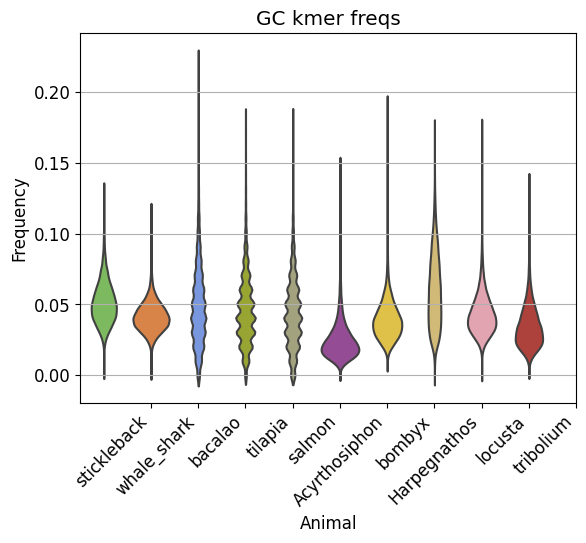 GC kmer freqs
Frequency
0.20
0.15
0.10
0.05
0.00
stickleback
whale_shark
bacalao
tilapia
salmon
Acyrthosiphon
bombyx
Harpegnathos
locusta
tribolium
Animal